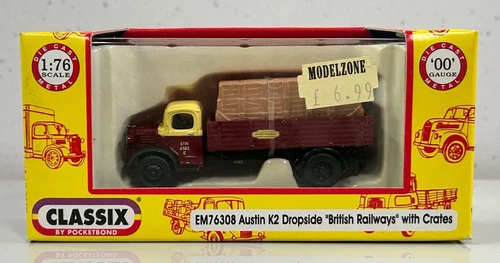 DIE CAST
1:76
SCALE
METAL
MODELZONE
£ 6.99
DIE CAST
'00'
GAUGE
METAL
CLASSIX
BY POCKETBOND
EM76308 Austin K2 Dropside "British Railways" with Crates